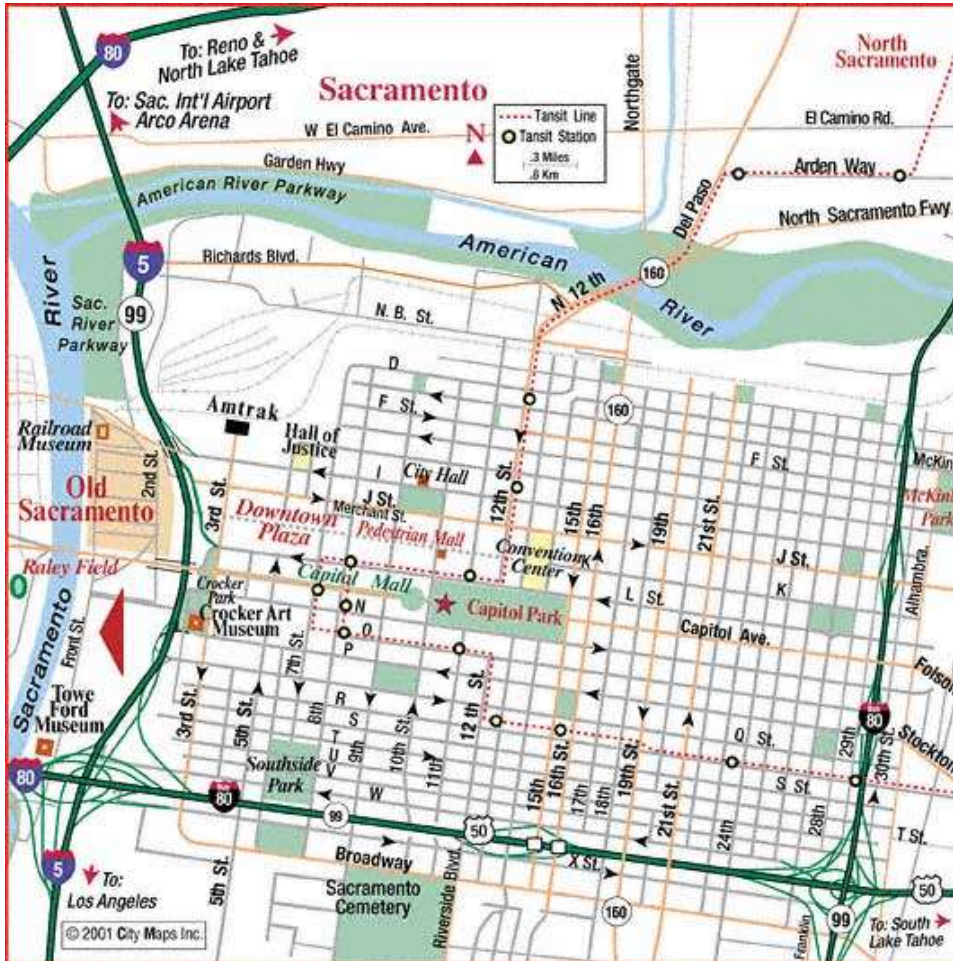 80
To: Reno &
North Lake Tahoe
To: Sac. Int'l Airport
Arco Arena
Sacramento
N
Transit Line
Transit Station
.3 Miles
.6 Km
Northgate
North
Sacramento
W El Camino Ave.
El Camino Rd.
Garden Hwy
Arden Way
American River Parkway
Del Paso
North Sacramento Fwy
American
River
River
5
Richards Blvd.
160
N 12 th
99
Sac.
River
Parkway
N. B. St.
D
F St.
160
Amtrak
Railroad
Museum
Hall of
Justice
2nd St.
I
City Hall
F St.
J St.
Merchant St.
12th St.
15th
16th
19th
21st St.
Old
Sacramento
3rd St.
Downtown
Plaza
Pedestrian Mall
Convention
Center
K
J St.
K
Alhambra
Raley Field
Capitol Mall
Crocker
Park
Crocker Art
Museum
N
O
P
Capitol Park
L St.
Capitol Ave.
Sacramento
Front St.
7th St.
Towe
Ford
Museum
3rd St.
5th St.
8th
R
S
T
U
V
9th
10th St.
11th
12 th St.
Stockton
80
Q St.
29th
30th St.
S St.
Southside
Park
W
15th
16th St.
17th
18th
19th St.
21st St.
24th
28th
T St.
80
80
99
50
Broadway
X St.
5
To:
Los Angeles
5th St.
Sacramento
Cemetery
Riverside Blvd.
160
Franklin
99
50
To: South
Lake Tahoe
© 2001 City Maps Inc.